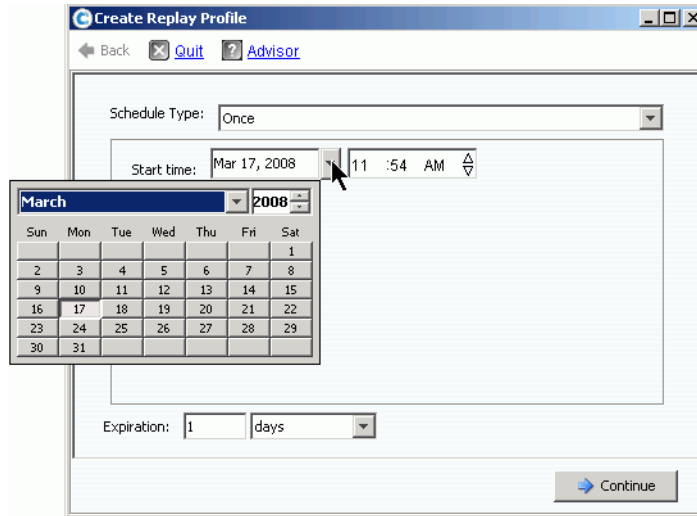 Create Replay Profile
Back Quit ? Advisor
Schedule Type: Once
Start time: Mar 17, 2008 11 :54 AM
March 2008
Sun Mon Tue Wed Thu Fri Sat
1
2 3 4 5 6 7 8
9 10 11 12 13 14 15
16 17 18 19 20 21 22
23 24 25 26 27 28 29
30 31
Expiration: 1 days
Continue